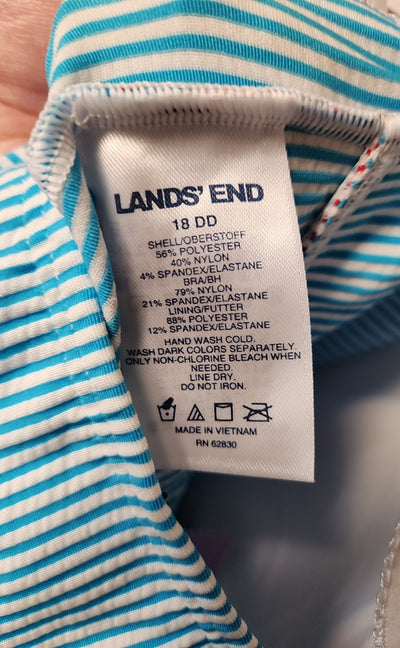 LANDS' END
18 DD
SHELL/OBERSTOFF
56% POLYESTER
40% NYLON
4% SPANDEX/ELASTANE
BRA/BH
79% NYLON
21% SPANDEX/ELASTANE
LINING/FUTTER
88% POLYESTER
12% SPANDEX/ELASTANE
HAND WASH COLD.
WASH DARK COLORS SEPARATELY.
ONLY NON-CHLORINE BLEACH WHEN
NEEDED.
LINE DRY.
DO NOT IRON.
MADE IN VIETNAM
RN 62830